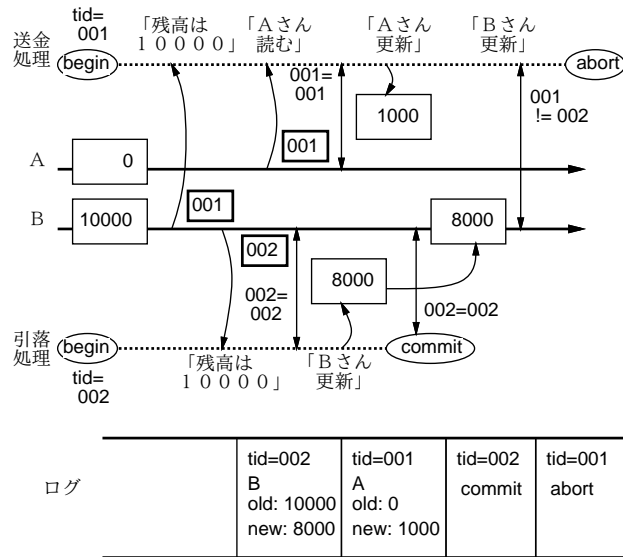 tid=
001
送金
処理
begin
「残高は
１００００」
「Ａさん
読む」
「Ａさん
更新」
「Ｂさん
更新」
abort
001=
001
1000
001
!= 002
001
A
0
B
10000
001
002
8000
8000
002=
002
002=002
引落
処理
begin
commit
tid=
002
「残高は
１００００」
「Ｂさん
更新」
ログ
tid=002
B
old: 10000
new: 8000
tid=001
A
old: 0
new: 1000
tid=002
commit
tid=001
abort